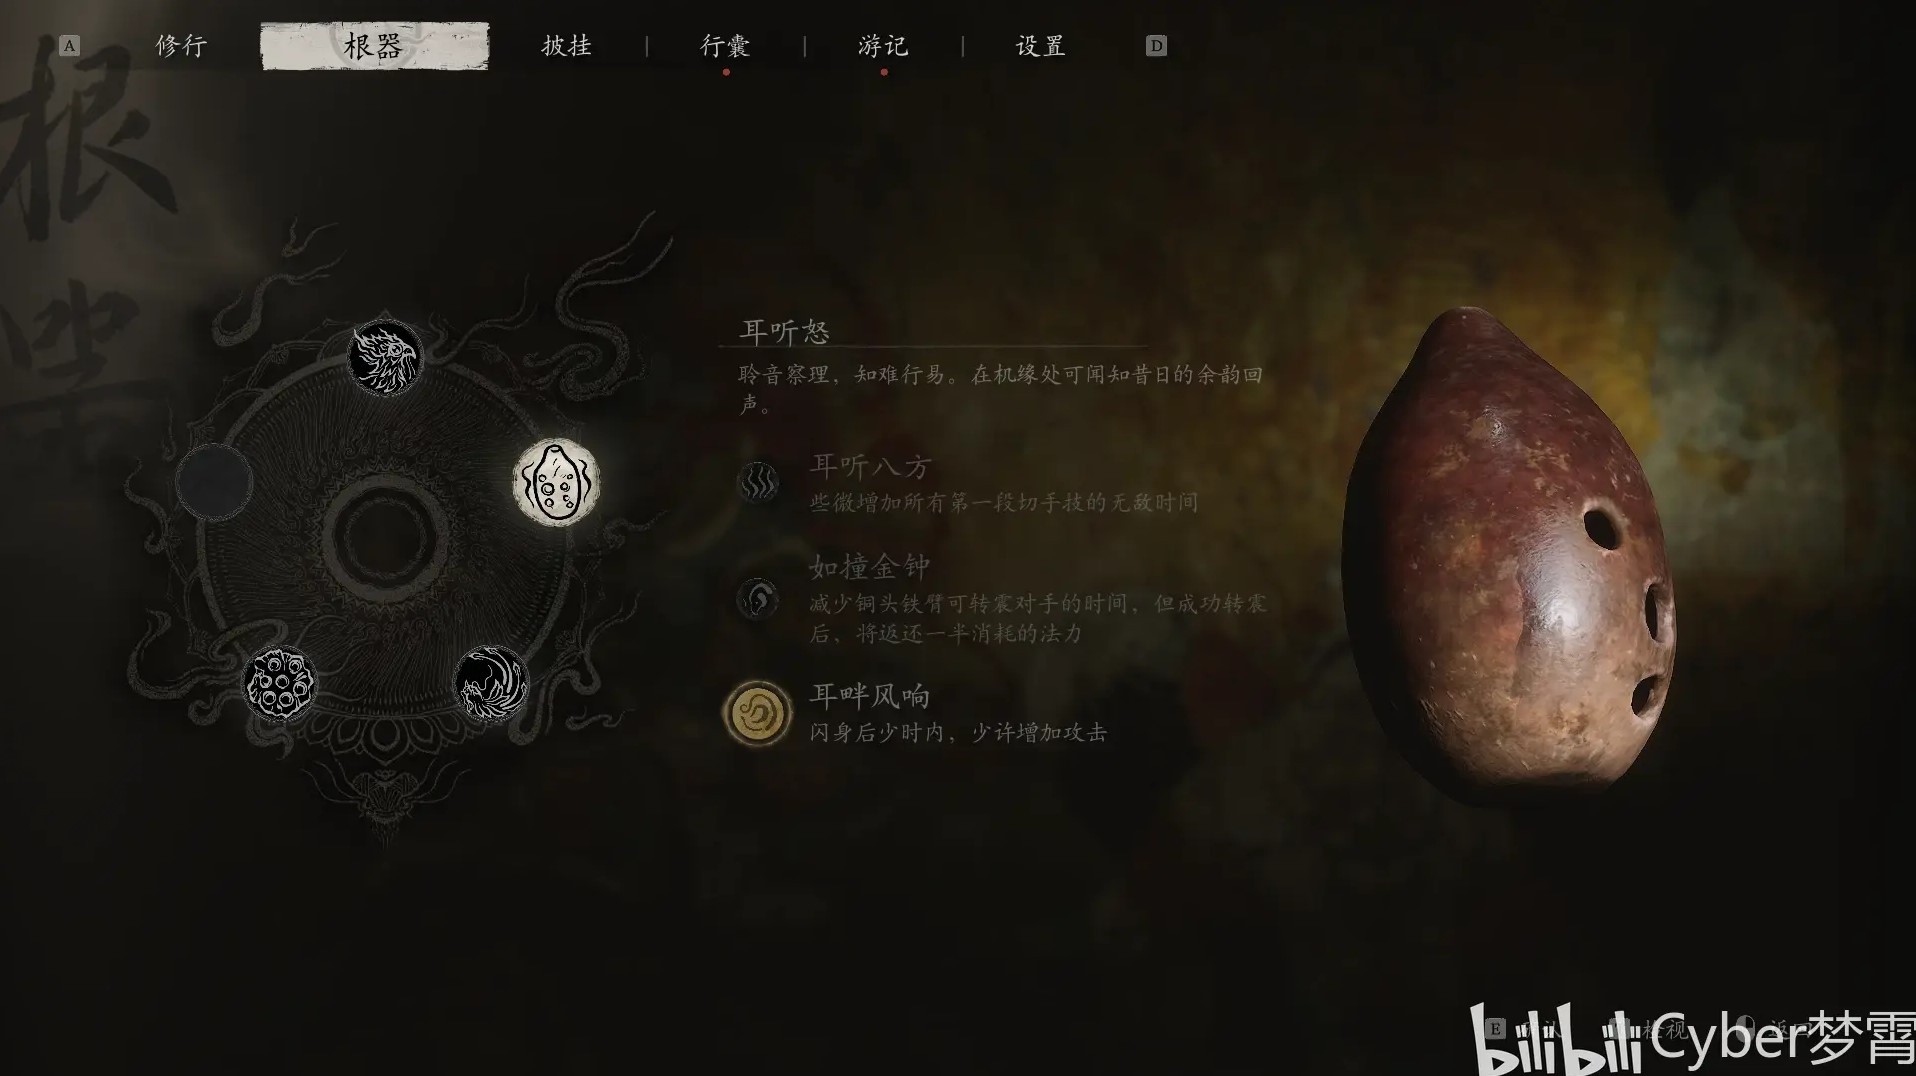 A 修行 根器 披挂 | 行囊 | 游记 | 设置 D
根器
耳听怒
聆音察理，知难行易。在机缘处可闻知昔日的余韵回
声。
耳听八方
些微增加所有第一段切手技的无敌时间
如撞金钟
减少铜头铁臂可转震对手的时间，但成功转震
后，将返还一半消耗的法力
耳畔风响
闪身后少时内，少许增加攻击
E 检视 返回
bilibili Cyber梦霄